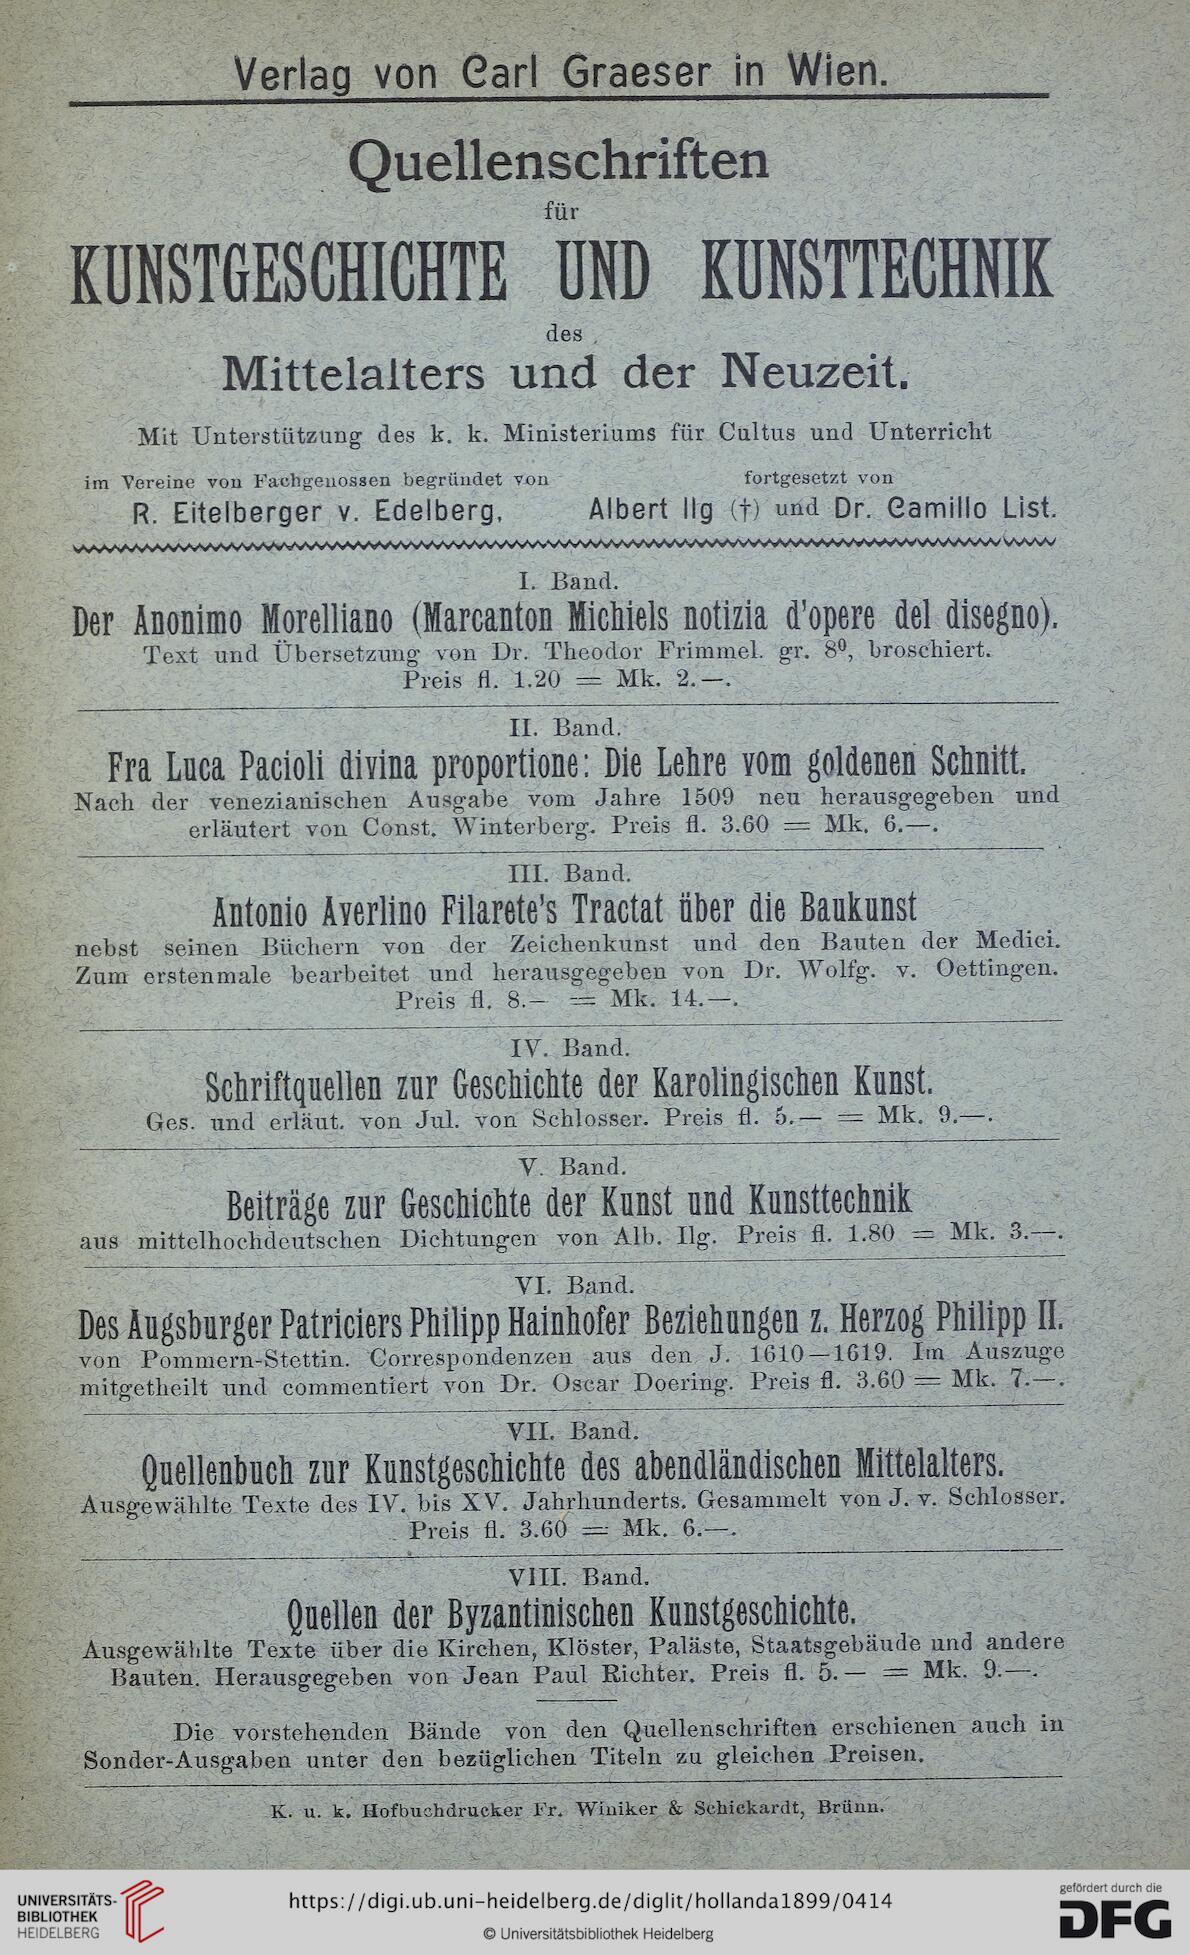 Verlag von Carl Graeser in Wien.
Quellenschriften
für
KUNSTGESCHICHTE UND KUNSTTECHNIK
des
Mittelalters und der Neuzeit.
Mit Unterstützung des k. k. Ministeriums für Cultus und Unterricht
im Vereine von Fachgenossen begründet von fortgesetzt von
R. Eitelberger v. Edelberg, Albert Ilg (†) und Dr. Camillo List.
I. Band.
Der Anonimo Morelliano (Marcanton Michiels notizia d'opere del disegno).
Text und Übersetzung von Dr. Theodor Frimmel. gr. 8⁰, broschiert.
Preis fl. 1.20 = Mk. 2.—.
II. Band.
Fra Luca Pacioli divina proportione: Die Lehre vom goldenen Schnitt.
Nach der venezianischen Ausgabe vom Jahre 1509 neu herausgegeben und
erläutert von Const. Winterberg. Preis fl. 3.60 = Mk. 6.—.
III. Band.
Antonio Averlino Filarete's Tractat über die Baukunst
nebst seinen Büchern von der Zeichenkunst und den Bauten der Medici.
Zum erstenmale bearbeitet und herausgegeben von Dr. Wolfg. v. Oettingen.
Preis fl. 8.— = Mk. 14.—.
IV. Band.
Schriftquellen zur Geschichte der Karolingischen Kunst.
Ges. und erläut. von Jul. von Schlosser. Preis fl. 5.— = Mk. 9.—.
V. Band.
Beiträge zur Geschichte der Kunst und Kunsttechnik
aus mittelhochdeutschen Dichtungen von Alb. Ilg. Preis fl. 1.80 = Mk. 3.—.
VI. Band.
Des Augsburger Patriciers Philipp Hainhofer Beziehungen z. Herzog Philipp II.
von Pommern-Stettin. Correspondenzen aus den J. 1610—1619. Im Auszuge
mitgetheilt und commentiert von Dr. Oscar Doering. Preis fl. 3.60 = Mk. 7.—.
VII. Band.
Quellenbuch zur Kunstgeschichte des abendländischen Mittelalters.
Ausgewählte Texte des IV. bis XV. Jahrhunderts. Gesammelt von J. v. Schlosser.
Preis fl. 3.60 = Mk. 6.—.
VIII. Band.
Quellen der Byzantinischen Kunstgeschichte.
Ausgewählte Texte über die Kirchen, Klöster, Paläste, Staatsgebäude und andere
Bauten. Herausgegeben von Jean Paul Richter. Preis fl. 5.— = Mk. 9.—.
Die vorstehenden Bände von den Quellenschriften erschienen auch in
Sonder-Ausgaben unter den bezüglichen Titeln zu gleichen Preisen.
K. u. k. Hofbuchdrucker Fr. Winiker & Schickardt, Brünn.
UNIVERSITÄTS-
BIBLIOTHEK
HEIDELBERG
https://digi.ub.uni-heidelberg.de/diglit/hollanda1899/0414
© Universitätsbibliothek Heidelberg
gefördert durch die
DFG